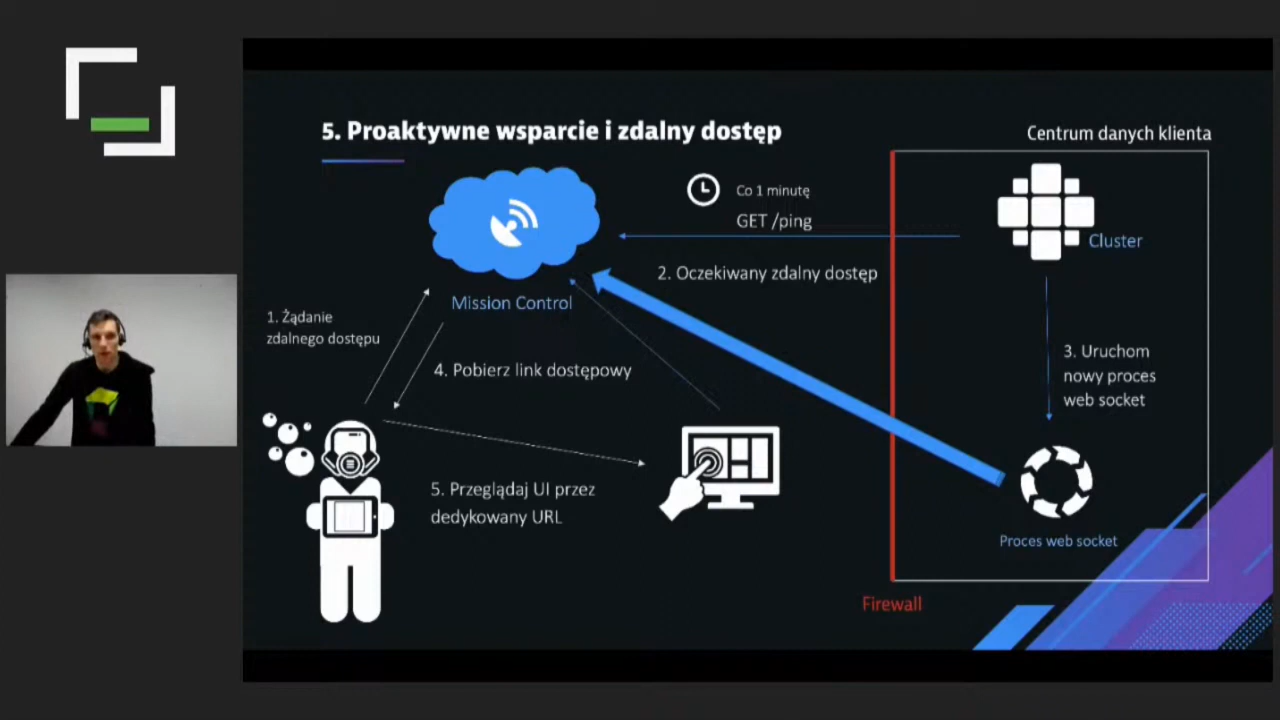 5. Proaktywne wsparcie i zdalny dostęp
Centrum danych klienta
Co 1 minutę
GET /ping
Cluster
2. Oczekiwany zdalny dostęp
Mission Control
1. Żądanie
zdalnego dostępu
4. Pobierz link dostępowy
3. Uruchom
nowy proces
web socket
5. Przeglądaj UI przez
dedykowany URL
Proces web socket
Firewall